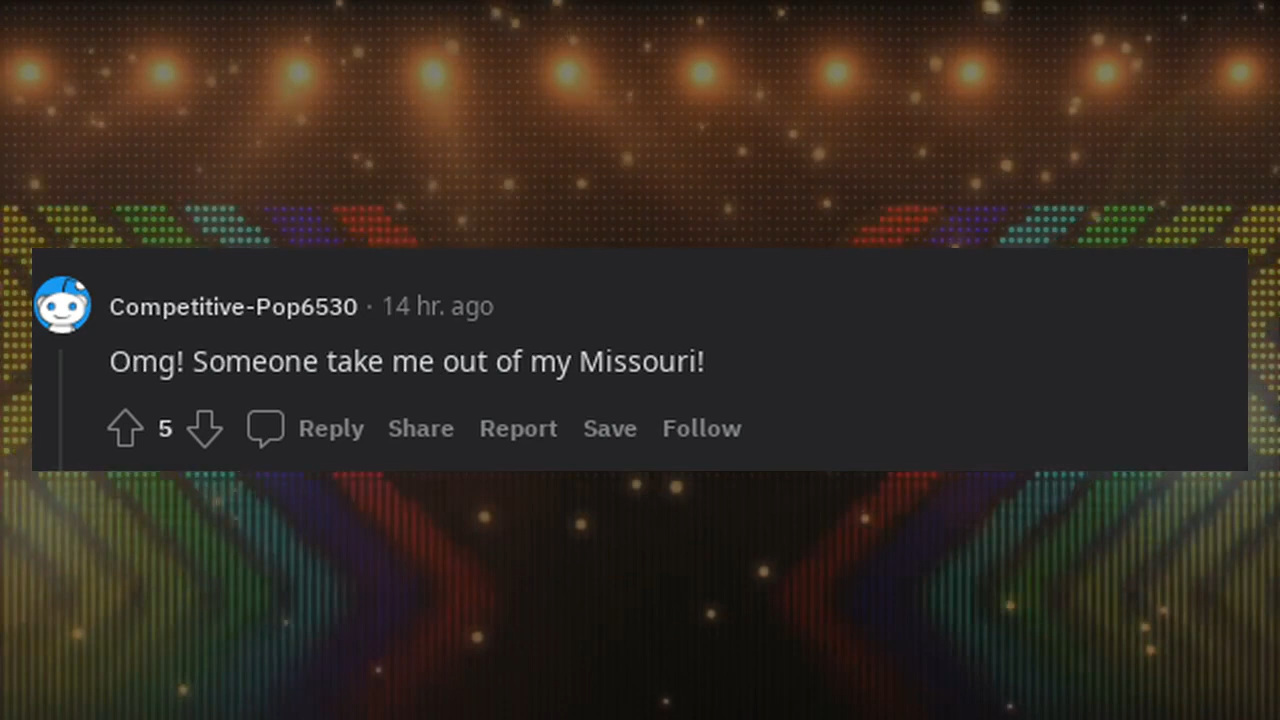 Competitive-Pop6530 · 14 hr. ago
Omg! Someone take me out of my Missouri!
5 Reply Share Report Save Follow